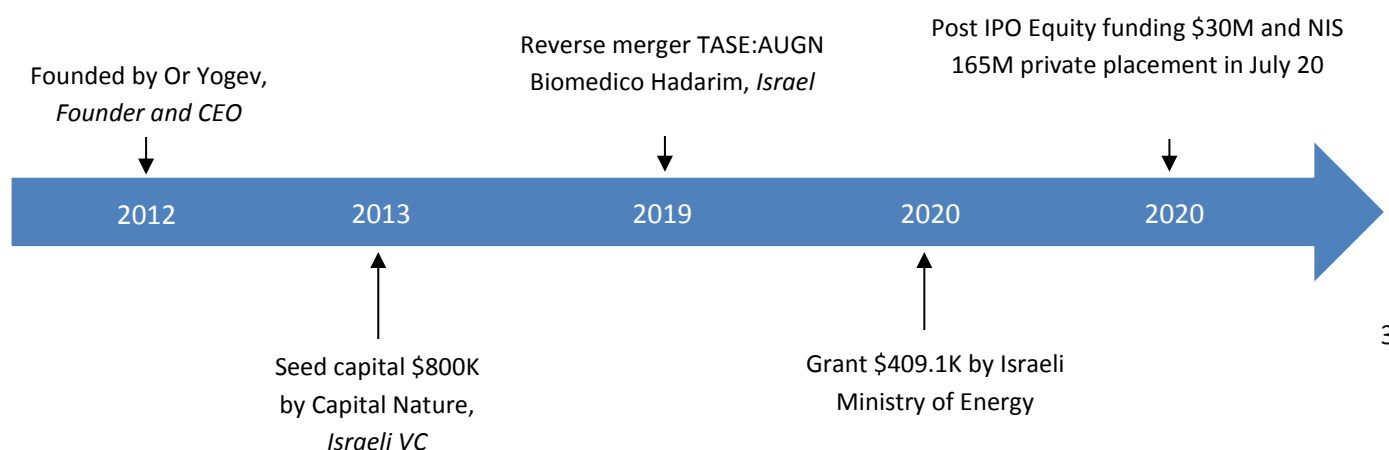 Founded by Or Yogev,
Founder and CEO
Reverse merger TASE:AUGN
Biomedico Hadarim, Israel
Post IPO Equity funding $30M and NIS
165M private placement in July 20
2012
2013
2019
2020
2020
Seed capital $800K
by Capital Nature,
Israeli VC
Grant $409.1K by Israeli
Ministry of Energy
3